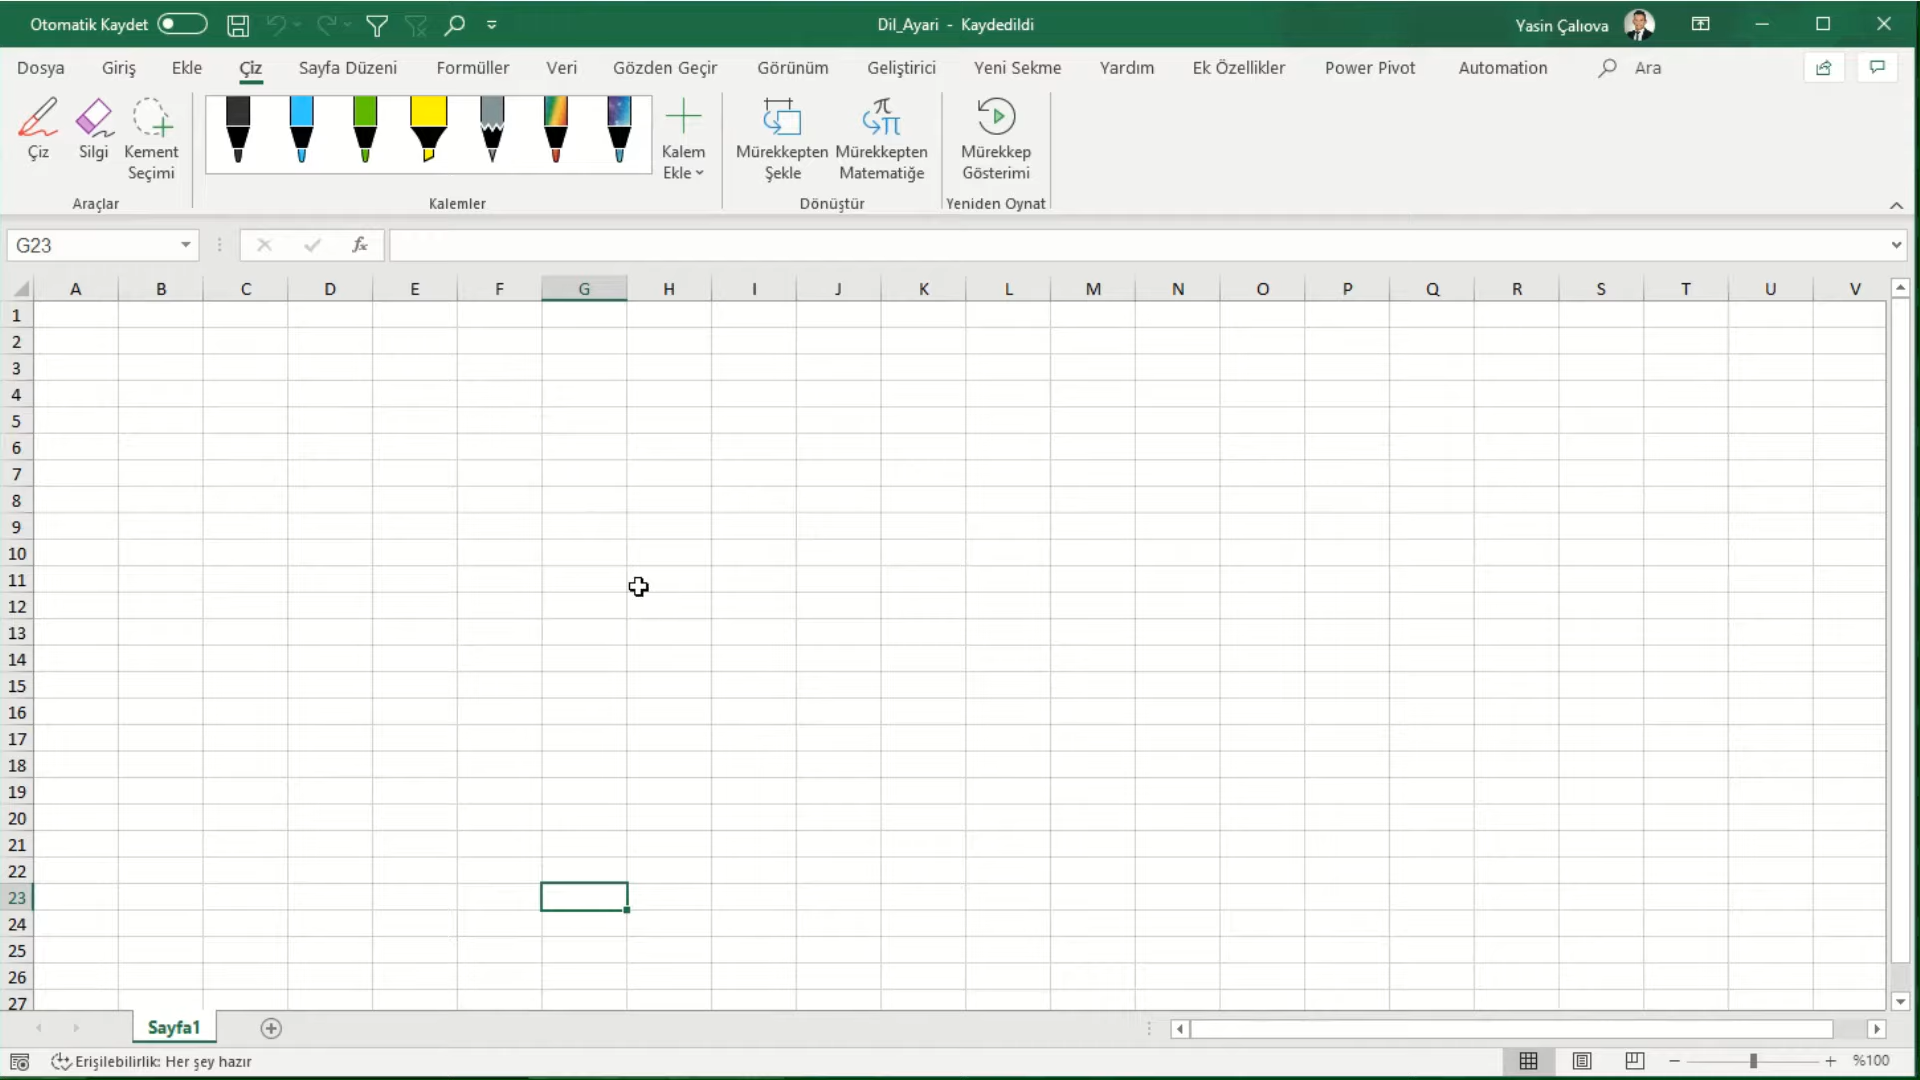 Otomatik Kaydet
Dil_Ayari - Kaydedildi
Yasin Çalıova
Dosya Giriş Ekle Çiz Sayfa Düzeni Formüller Veri Gözden Geçir Görünüm Geliştirici Yeni Sekme Yardım Ek Özellikler Power Pivot Automation Ara
Çiz
Silgi
Kement
Seçimi
Araçlar
Kalemler
Kalem
Ekle
Mürekkepten
Şekle
Mürekkepten
Matematiğe
Dönüştür
Mürekkep
Gösterimi
Yeniden Oynat
G23
fx
A B C D E F G H I J K L M N O P Q R S T U V
1
2
3
4
5
6
7
8
9
10
11
12
13
14
15
16
17
18
19
20
21
22
23
24
25
26
27
Sayfa1
Erişilebilirlik: Her şey hazır
%100